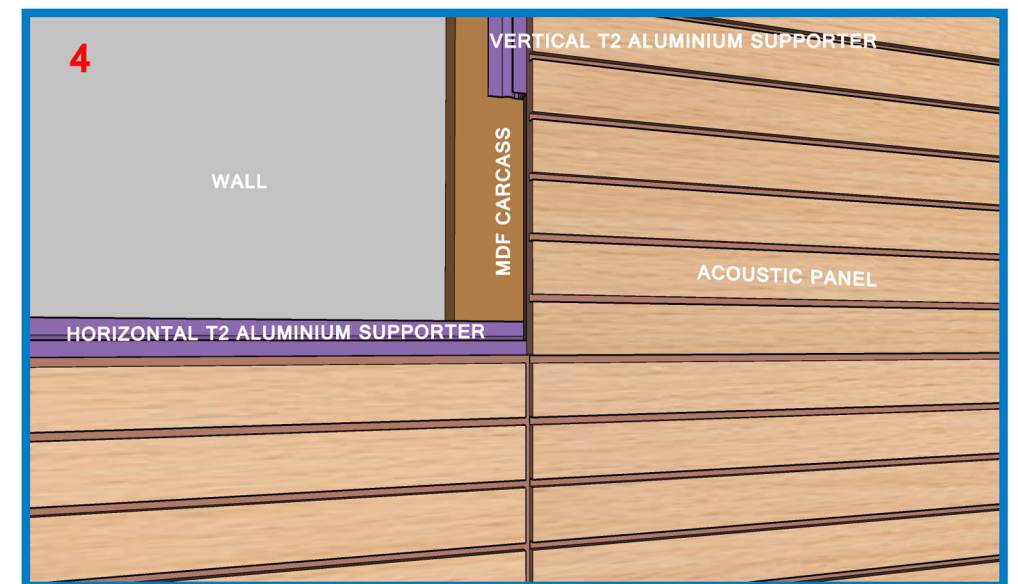 4
VERTICAL T2 ALUMINIUM SUPPORTER
WALL
MDF CARCASS
ACOUSTIC PANEL
HORIZONTAL T2 ALUMINIUM SUPPORTER